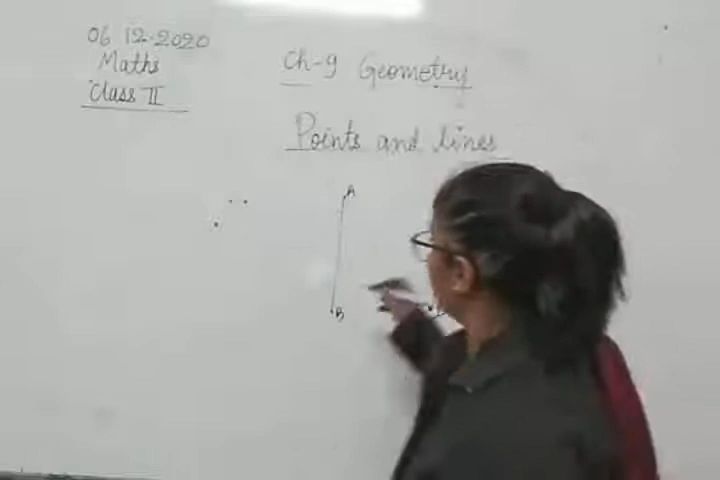 06 12-2020
Maths
Class II
Ch-9 Geometry
Points and lines
A
B